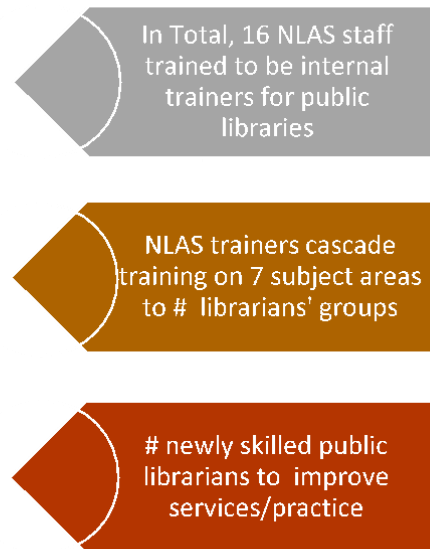 In Total, 16 NLAS staff
trained to be internal
trainers for public
libraries
NLAS trainers cascade
training on 7 subject areas
to # librarians' groups
# newly skilled public
librarians to improve
services/practice